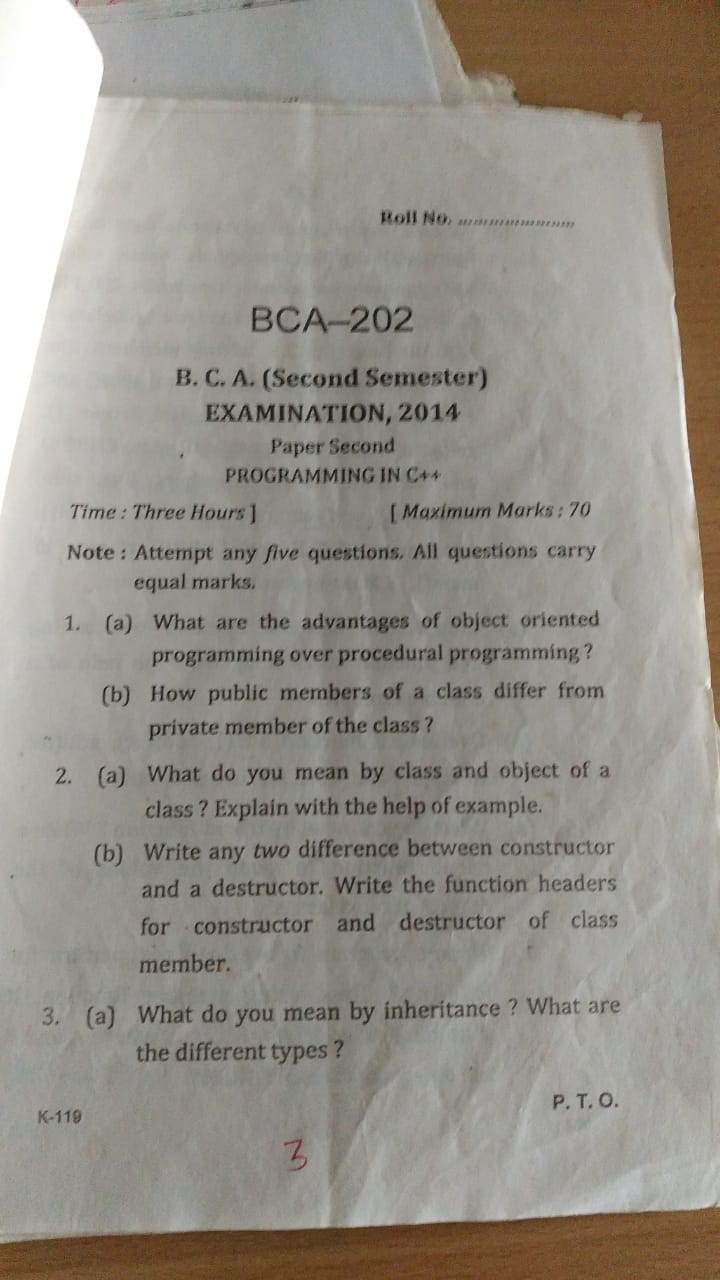 Roll No. ........................
BCA–202
B. C. A. (Second Semester)
EXAMINATION, 2014
Paper Second
PROGRAMMING IN C++
Time : Three Hours ] [ Maximum Marks : 70
Note : Attempt any five questions. All questions carry
equal marks.
1. (a) What are the advantages of object oriented
programming over procedural programming ?
(b) How public members of a class differ from
private member of the class ?
2. (a) What do you mean by class and object of a
class ? Explain with the help of example.
(b) Write any two difference between constructor
and a destructor. Write the function headers
for constructor and destructor of class
member.
3. (a) What do you mean by inheritance ? What are
the different types ?
K-119 P. T. O.
3